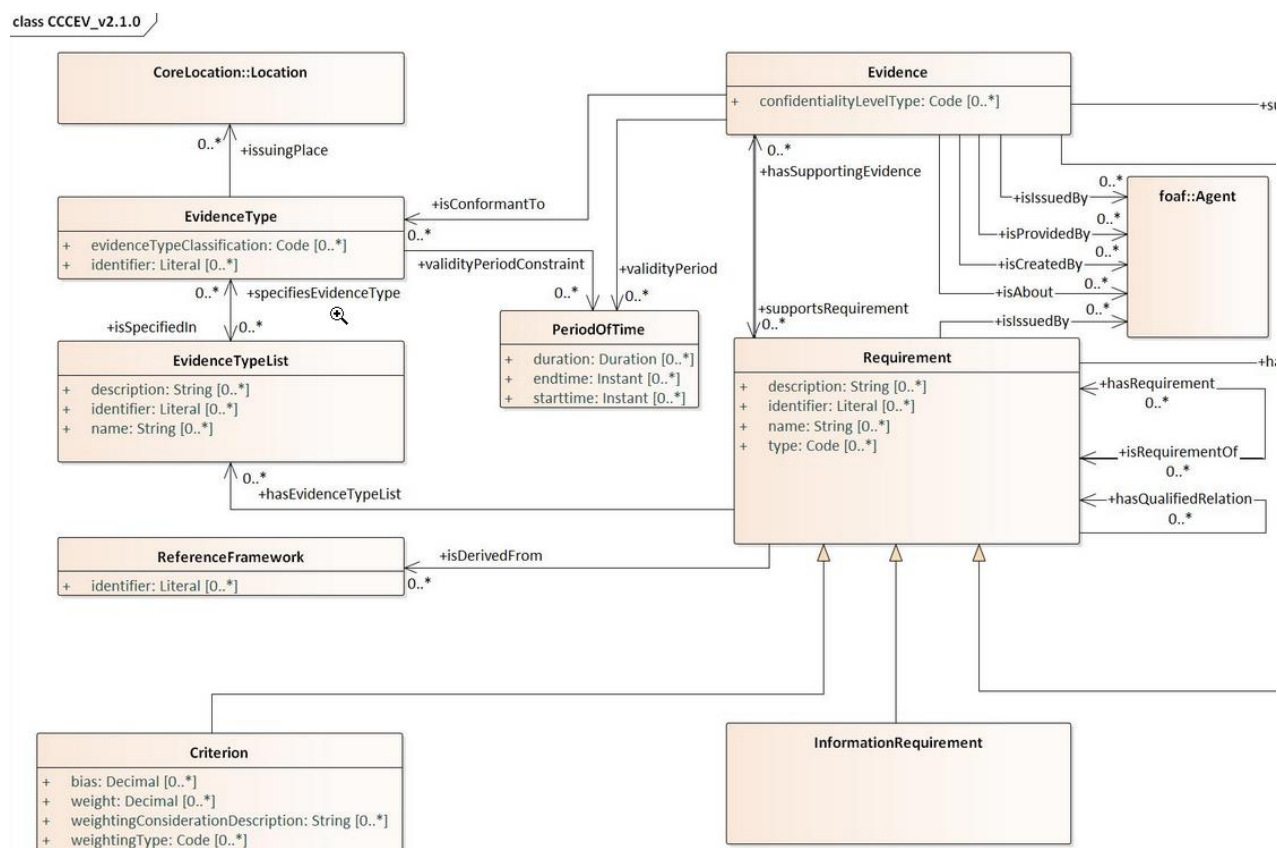 class CCCEV_v2.1.0
CoreLocation::Location
0..*
+issuingPlace
EvidenceType
+ evidenceTypeClassification: Code [0..*]
+ identifier: Literal [0..*]
0..*
+specifiesEvidenceType
+isSpecifiedIn
0..*
EvidenceTypeList
+ description: String [0..*]
+ identifier: Literal [0..*]
+ name: String [0..*]
0..*
+hasEvidenceTypeList
ReferenceFramework
+ identifier: Literal [0..*]
+isDerivedFrom
0..*
Evidence
+ confidentialityLevelType: Code [0..*]
+isConformantTo
0..*
+validityPeriodConstraint
0..*
+validityPeriod
0..*
PeriodOfTime
+ duration: Duration [0..*]
+ endtime: Instant [0..*]
+ starttime: Instant [0..*]
0..*
+hasSupportingEvidence
+supportsRequirement
0..*
+su
foaf::Agent
0..*
+isIssuedBy
0..*
+isProvidedBy
0..*
+isCreatedBy
0..*
+isAbout
0..*
+isIssuedBy
Requirement
+ description: String [0..*]
+ identifier: Literal [0..*]
+ name: String [0..*]
+ type: Code [0..*]
+ha
+hasRequirement
0..*
+isRequirementOf
0..*
+hasQualifiedRelation
0..*
Criterion
+ bias: Decimal [0..*]
+ weight: Decimal [0..*]
+ weightingConsiderationDescription: String [0..*]
+ weightingType: Code [0..*]
InformationRequirement